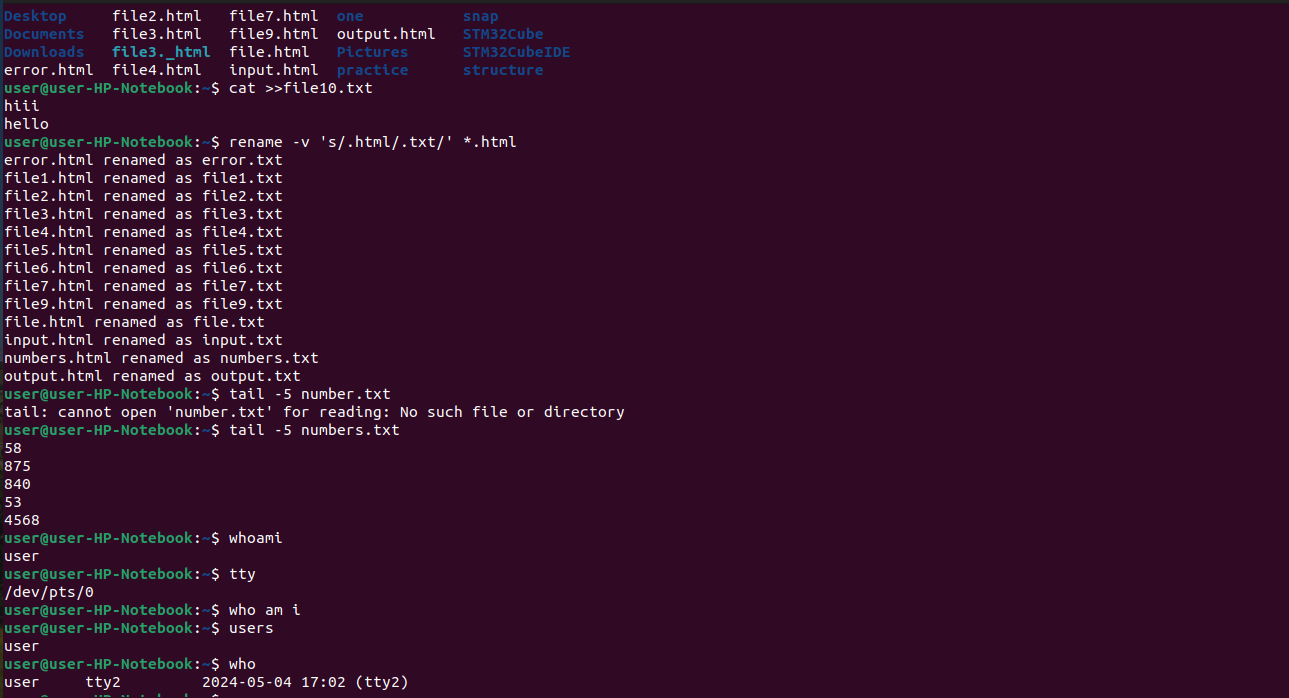 Desktop     file2.html   file7.html  one          snap
Documents   file3.html   file9.html  output.html  STM32Cube
Downloads   file3._html  file.html   Pictures     STM32CubeIDE
error.html  file4.html   input.html  practice     structure
user@user-HP-Notebook:~$ cat >>file10.txt
hiii
hello
user@user-HP-Notebook:~$ rename -v 's/.html/.txt/' *.html
error.html renamed as error.txt
file1.html renamed as file1.txt
file2.html renamed as file2.txt
file3.html renamed as file3.txt
file4.html renamed as file4.txt
file5.html renamed as file5.txt
file6.html renamed as file6.txt
file7.html renamed as file7.txt
file9.html renamed as file9.txt
file.html renamed as file.txt
input.html renamed as input.txt
numbers.html renamed as numbers.txt
output.html renamed as output.txt
user@user-HP-Notebook:~$ tail -5 number.txt
tail: cannot open 'number.txt' for reading: No such file or directory
user@user-HP-Notebook:~$ tail -5 numbers.txt
58
875
840
53
4568
user@user-HP-Notebook:~$ whoami
user
user@user-HP-Notebook:~$ tty
/dev/pts/0
user@user-HP-Notebook:~$ who am i
user@user-HP-Notebook:~$ users
user
user@user-HP-Notebook:~$ who
user     tty2         2024-05-04 17:02 (tty2)